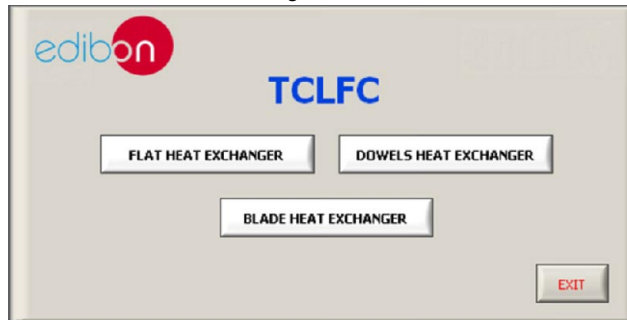 edibon
TCLFC
FLAT HEAT EXCHANGER
DOWELS HEAT EXCHANGER
BLADE HEAT EXCHANGER
EXIT